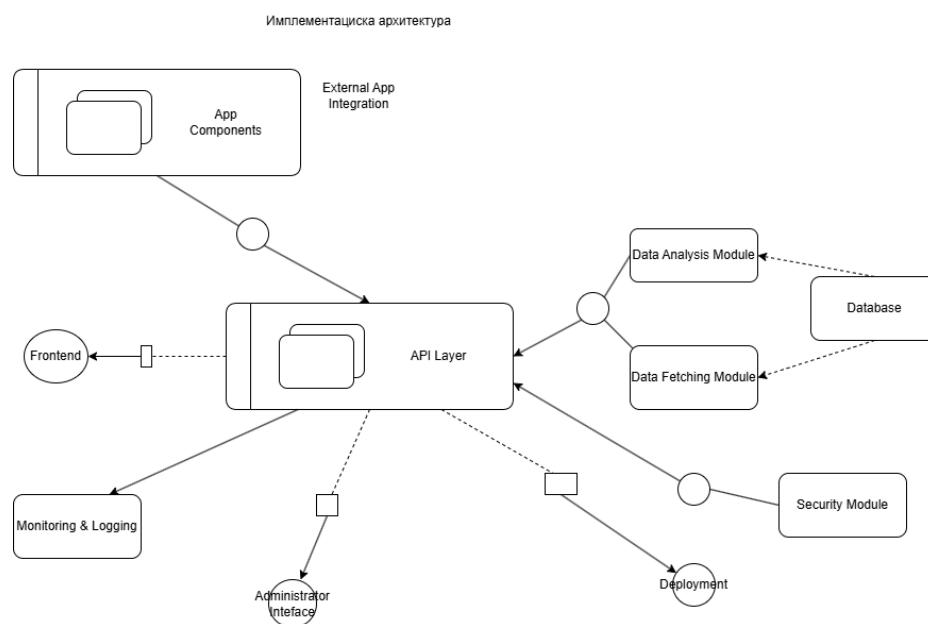 Имплементациска архитектура
External App
Integration
App
Components
Data Analysis Module
Database
Frontend
API Layer
Data Fetching Module
Monitoring & Logging
Security Module
Administrator
Inteface
Deployment